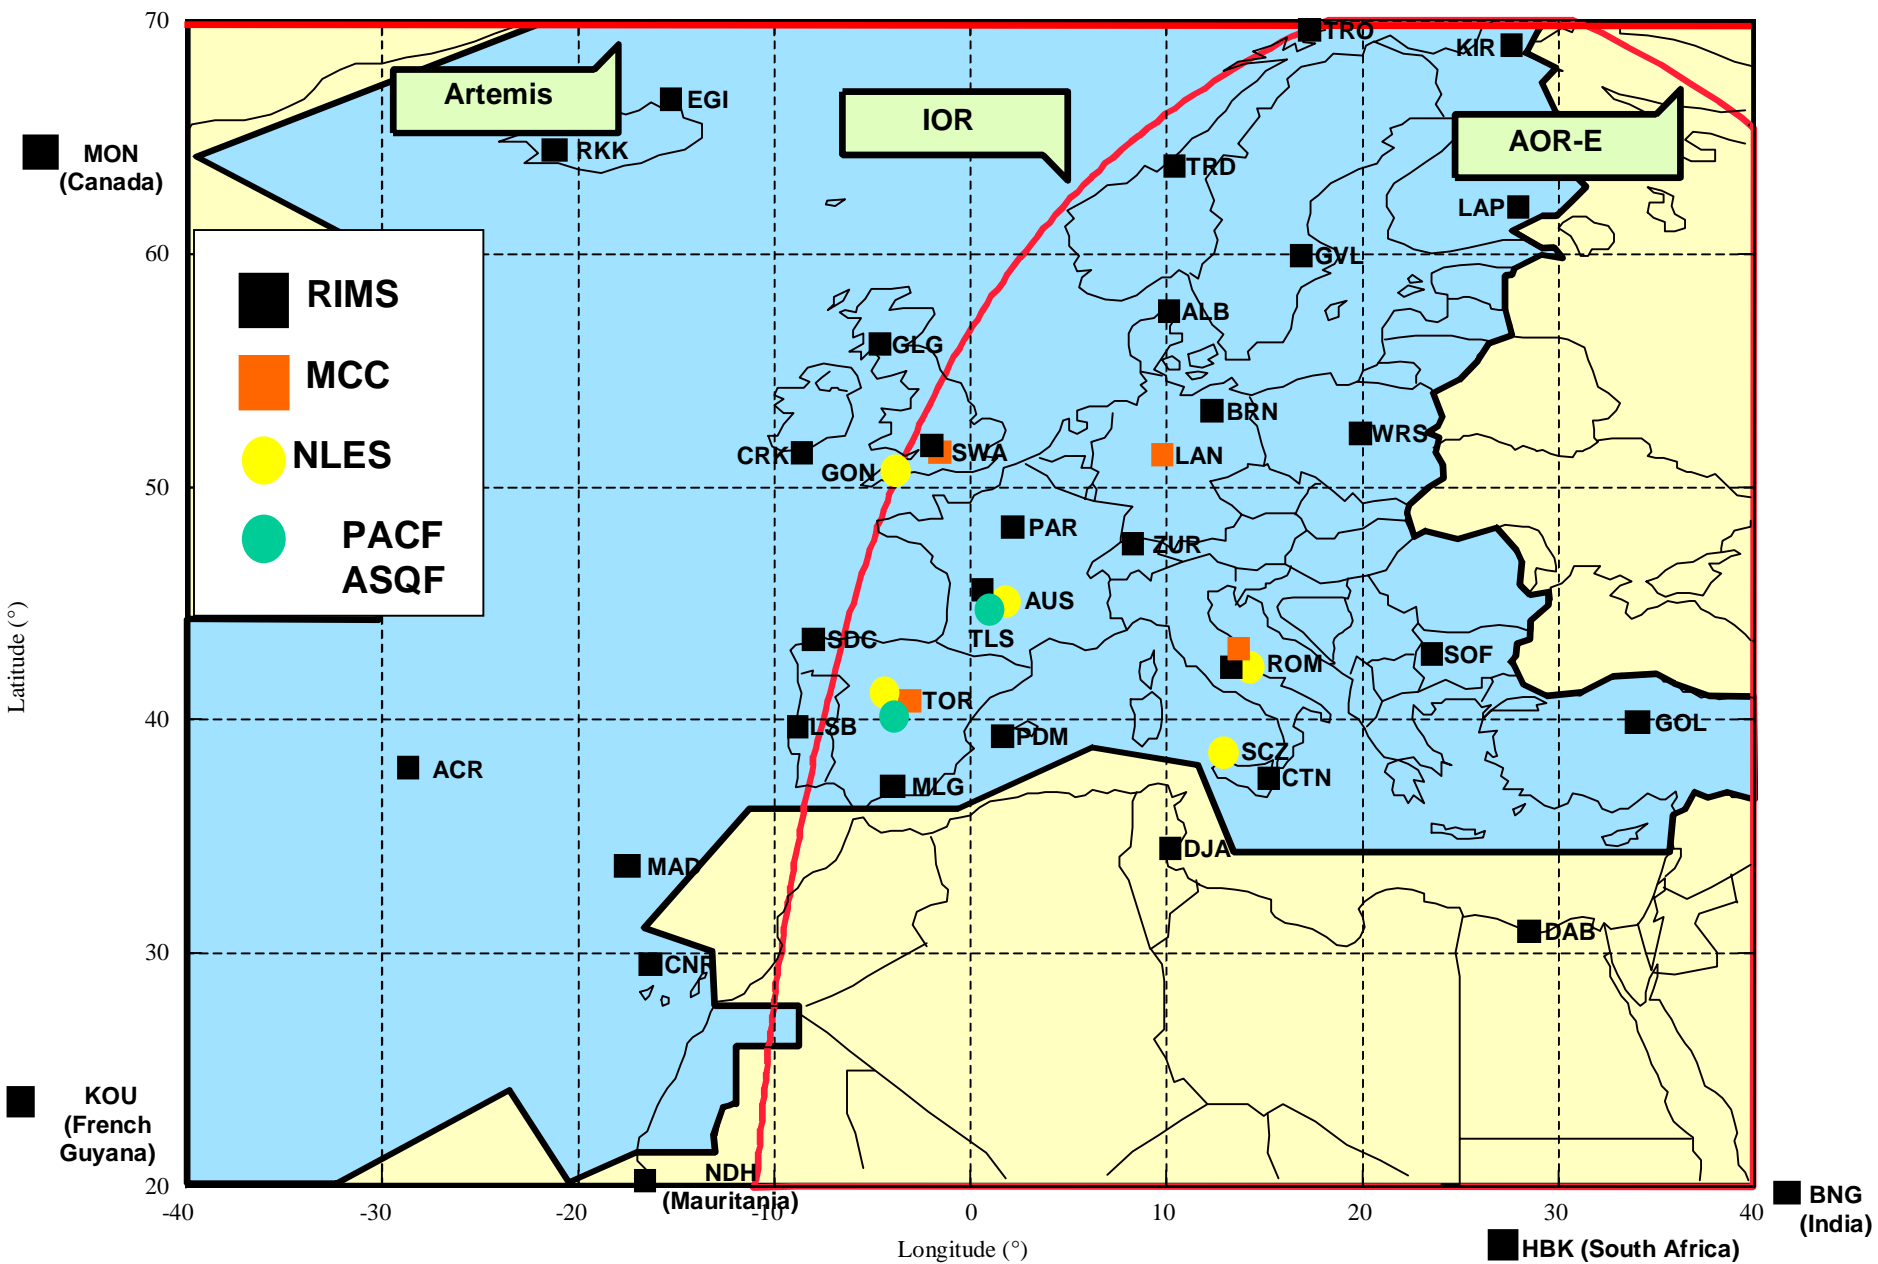 70
TRO
KIR
Artemis
EGI
IOR
AOR-E
MON
(Canada)
RKK
TRD
LAP
60
GVL
RIMS
ALB
GLG
MCC
BRN
WRS
CRK
SWA
LAN
NLES
GON
50
PAR
ZUR
PACF
ASQF
AUS
TLS
SDC
SOF
ROM
Latitude (°)
TOR
40
LSB
PDM
GOL
SCZ
ACR
MLG
CTN
MAD
DJA
30
CNR
DAB
KOU
(French
Guyana)
NDH
(Mauritania)
20
-40
-30
-20
-10
0
10
20
30
40
BNG
(India)
Longitude (°)
HBK (South Africa)